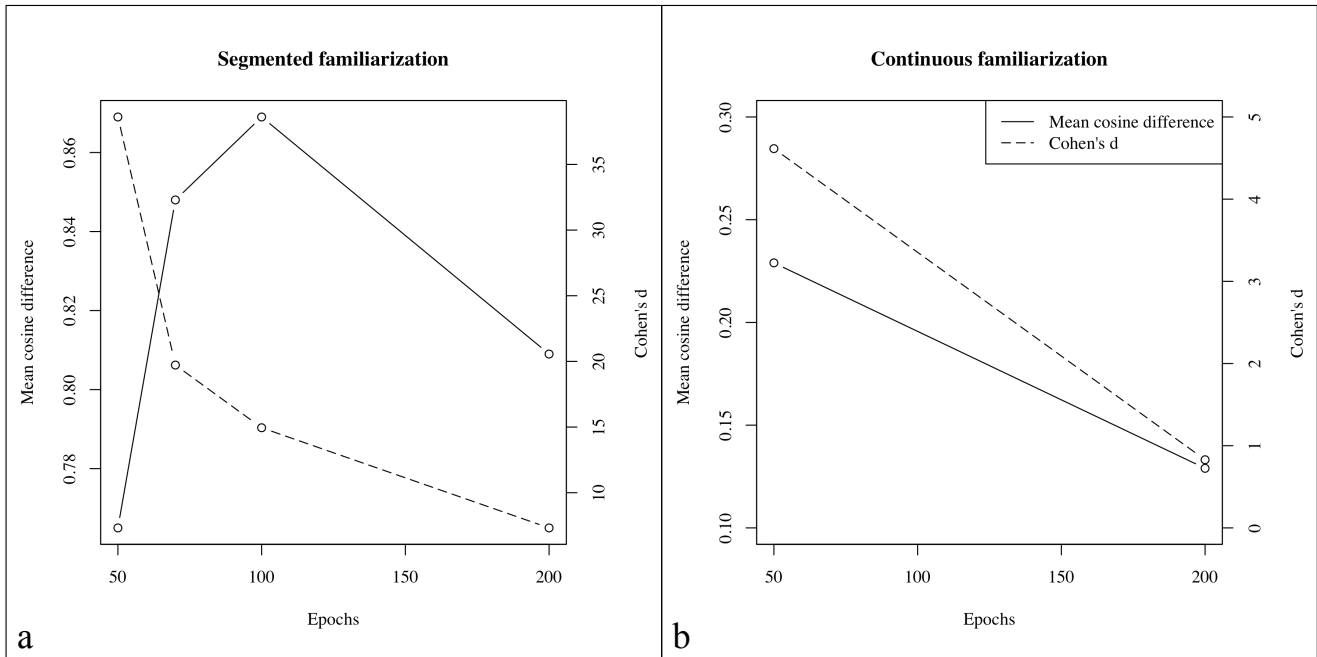 Segmented familiarization
Mean cosine difference
0.86
0.84
0.82
0.80
0.78
35
30
25
20
15
10
Cohen's d
50
100
150
200
Epochs
a
Continuous familiarization
Mean cosine difference
0.30
0.25
0.20
0.15
0.10
Mean cosine difference
Cohen's d
5
4
3
2
1
0
Cohen's d
50
100
150
200
Epochs
b